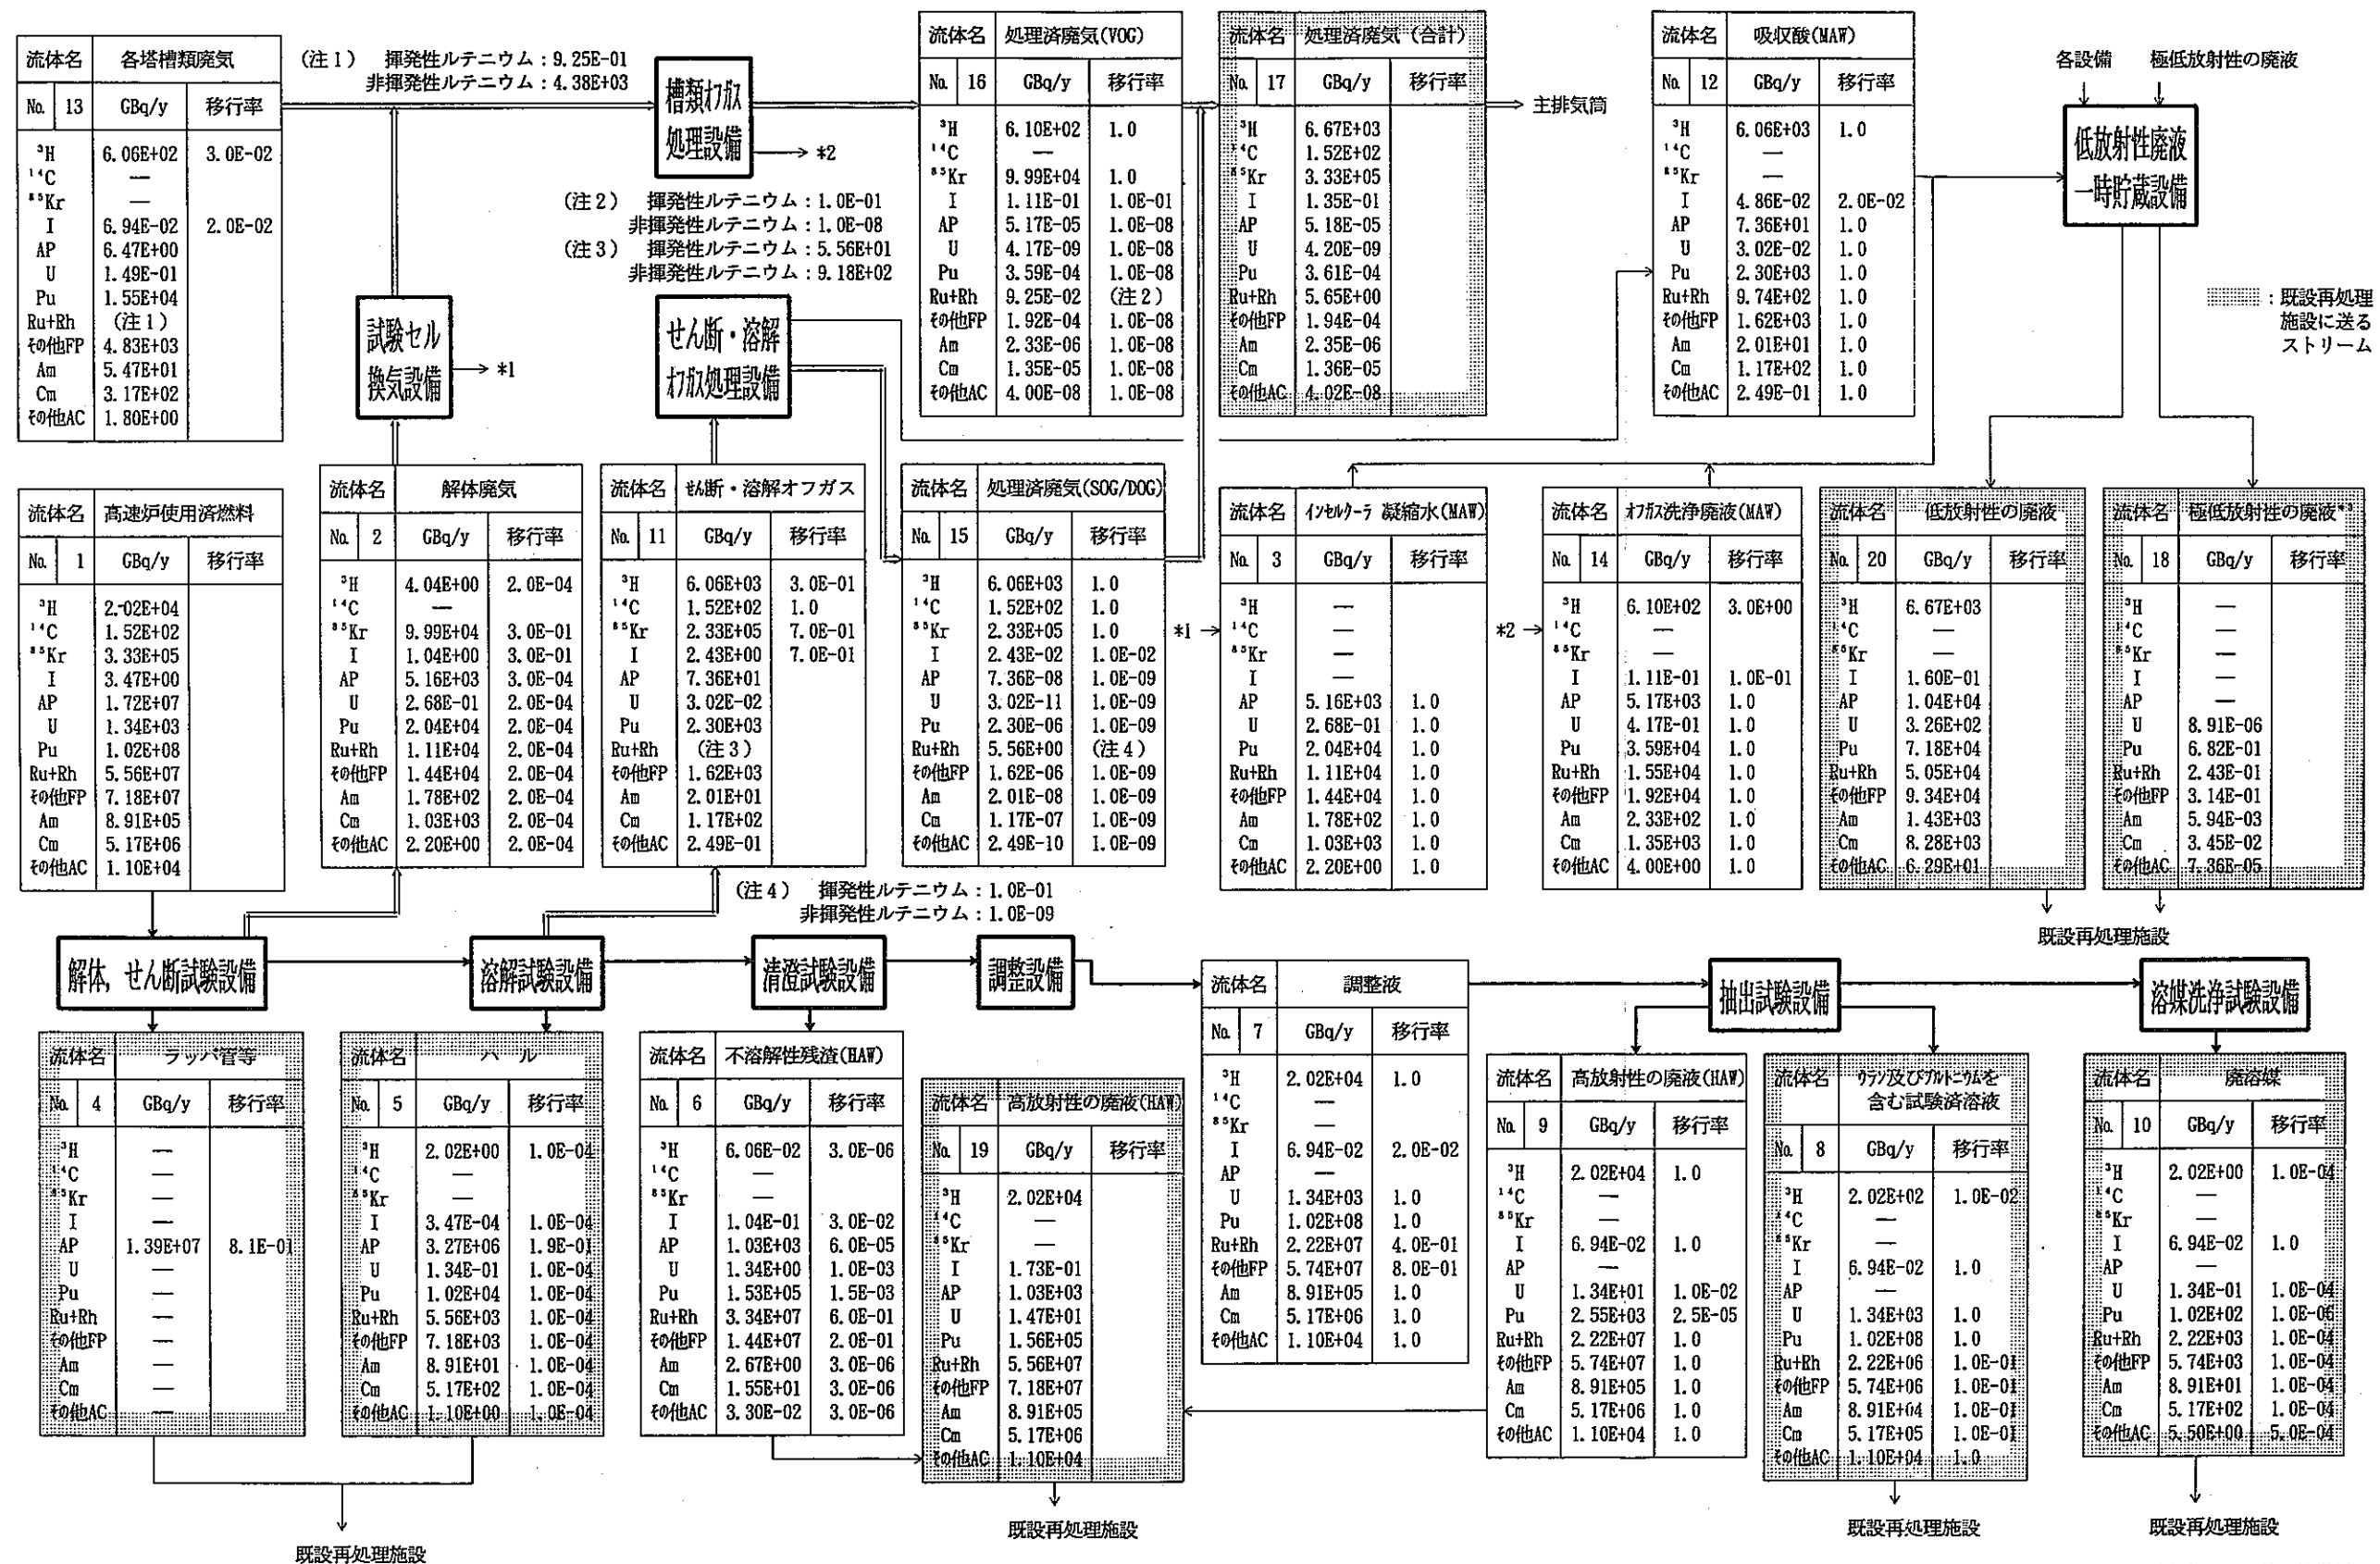 流体名 各塔槽類廃気
No. 13 GBq/y 移行率
³H 6.06E+02 3.0E-02
¹⁴C —
⁸⁵Kr —
I 6.94E-02 2.0E-02
AP 6.47E+00
U 1.49E-01
Pu 1.55E+04
Ru+Rh (注1)
その他FP 4.83E+03
Am 5.47E+01
Cm 3.17E+02
その他AC 1.80E+00
(注1) 揮発性ルテニウム:9.25E-01
非揮発性ルテニウム:4.38E+03
槽類オフガス
処理設備
*2
(注2) 揮発性ルテニウム:1.0E-01
非揮発性ルテニウム:1.0E-08
(注3) 揮発性ルテニウム:5.56E+01
非揮発性ルテニウム:9.18E+02
試験セル
換気設備
*1
せん断・溶解
オフガス処理設備
流体名 処理済廃気(VOG)
No. 16 GBq/y 移行率
³H 6.10E+02 1.0
¹⁴C —
⁸⁵Kr 9.99E+04 1.0
I 1.11E-01 1.0E-01
AP 5.17E-05 1.0E-08
U 4.17E-09 1.0E-08
Pu 3.59E-04 1.0E-08
Ru+Rh 9.25E-02 (注2)
その他FP 1.92E-04 1.0E-08
Am 2.33E-06 1.0E-08
Cm 1.35E-05 1.0E-08
その他AC 4.00E-08 1.0E-08
流体名 処理済廃気(合計)
No. 17 GBq/y 移行率
³H 6.67E+03
¹⁴C 1.52E+02
⁸⁵Kr 3.33E+05
I 1.35E-01
AP 5.18E-05
U 4.20E-09
Pu 3.61E-04
Ru+Rh 5.65E+00
その他FP 1.94E-04
Am 2.35E-06
Cm 1.36E-05
その他AC 4.02E-08
主排気筒
流体名 吸収酸(MAW)
No. 12 GBq/y 移行率
³H 6.06E+03 1.0
¹⁴C —
⁸⁵Kr —
I 4.86E-02 2.0E-02
AP 7.36E+01 1.0
U 3.02E-02 1.0
Pu 2.30E+03 1.0
Ru+Rh 9.74E+02 1.0
その他FP 1.62E+03 1.0
Am 2.01E+01 1.0
Cm 1.17E+02 1.0
その他AC 2.49E-01 1.0
各設備 極低放射性の廃液
低放射性廃液
一時貯蔵設備
:既設再処理
施設に送る
ストリーム
流体名 高速炉使用済燃料
No. 1 GBq/y 移行率
³H 2.02E+04
¹⁴C 1.52E+02
⁸⁵Kr 3.33E+05
I 3.47E+00
AP 1.72E+07
U 1.34E+03
Pu 1.02E+08
Ru+Rh 5.56E+07
その他FP 7.18E+07
Am 8.91E+05
Cm 5.17E+06
その他AC 1.10E+04
流体名 解体廃気
No. 2 GBq/y 移行率
³H 4.04E+00 2.0E-04
¹⁴C —
⁸⁵Kr 9.99E+04 3.0E-01
I 1.04E+00 3.0E-01
AP 5.16E+03 3.0E-04
U 2.68E-01 2.0E-04
Pu 2.04E+04 2.0E-04
Ru+Rh 1.11E+04 2.0E-04
その他FP 1.44E+04 2.0E-04
Am 1.78E+02 2.0E-04
Cm 1.03E+03 2.0E-04
その他AC 2.20E+00 2.0E-04
流体名 せん断・溶解オフガス
No. 11 GBq/y 移行率
³H 6.06E+03 3.0E-01
¹⁴C 1.52E+02 1.0
⁸⁵Kr 2.33E+05 7.0E-01
I 2.43E+00 7.0E-01
AP 7.36E+01
U 3.02E-02
Pu 2.30E+03
Ru+Rh (注3)
その他FP 1.62E+03
Am 2.01E+01
Cm 1.17E+02
その他AC 2.49E-01
流体名 処理済廃気(SOG/DOG)
No. 15 GBq/y 移行率
³H 6.06E+03 1.0
¹⁴C 1.52E+02 1.0
⁸⁵Kr 2.33E+05 1.0
I 2.43E-02 1.0E-02
AP 7.36E-08 1.0E-09
U 3.02E-11 1.0E-09
Pu 2.30E-06 1.0E-09
Ru+Rh 5.56E+00 (注4)
その他FP 1.62E-06 1.0E-09
Am 2.01E-08 1.0E-09
Cm 1.17E-07 1.0E-09
その他AC 2.49E-10 1.0E-09
*1
流体名 インセルクーラ 凝縮水(MAW)
No. 3 GBq/y 移行率
³H —
¹⁴C —
⁸⁵Kr —
I —
AP 5.16E+03 1.0
U 2.68E-01 1.0
Pu 2.04E+04 1.0
Ru+Rh 1.11E+04 1.0
その他FP 1.44E+04 1.0
Am 1.78E+02 1.0
Cm 1.03E+03 1.0
その他AC 2.20E+00 1.0
*2
流体名 オフガス洗浄廃液(MAW)
No. 14 GBq/y 移行率
³H 6.10E+02 3.0E+00
¹⁴C —
⁸⁵Kr —
I 1.11E-01 1.0E-01
AP 5.17E+03 1.0
U 4.17E-01 1.0
Pu 3.59E+04 1.0
Ru+Rh 1.55E+04 1.0
その他FP 1.92E+04 1.0
Am 2.33E+02 1.0
Cm 1.35E+03 1.0
その他AC 4.00E+00 1.0
流体名 低放射性の廃液
No. 20 GBq/y 移行率
³H 6.67E+03
¹⁴C —
⁸⁵Kr —
I 1.60E-01
AP 1.04E+04
U 3.26E+02
Pu 7.18E+04
Ru+Rh 5.05E+04
その他FP 9.34E+04
Am 1.43E+03
Cm 8.28E+03
その他AC 6.29E+01
流体名 極低放射性の廃液*³
No. 18 GBq/y 移行率
³H —
¹⁴C —
⁸⁵Kr —
I —
AP —
U 8.91E-06
Pu 6.82E-01
Ru+Rh 2.43E-01
その他FP 3.14E-01
Am 5.94E-03
Cm 3.45E-02
その他AC 7.36E-05
既設再処理施設
(注4) 揮発性ルテニウム:1.0E-01
非揮発性ルテニウム:1.0E-09
解体,せん断試験設備
溶解試験設備
清澄試験設備
調整設備
流体名 調整液
No. 7 GBq/y 移行率
³H 2.02E+04 1.0
¹⁴C —
⁸⁵Kr —
I 6.94E-02 2.0E-02
AP —
U 1.34E+03 1.0
Pu 1.02E+08 1.0
Ru+Rh 2.22E+07 4.0E-01
その他FP 5.74E+07 8.0E-01
Am 8.91E+05 1.0
Cm 5.17E+06 1.0
その他AC 1.10E+04 1.0
抽出試験設備
溶媒洗浄試験設備
流体名 ラッパ管等
No. 4 GBq/y 移行率
³H —
¹⁴C —
⁸⁵Kr —
I —
AP 1.39E+07 8.1E-01
U —
Pu —
Ru+Rh —
その他FP —
Am —
Cm —
その他AC —
流体名 ハル
No. 5 GBq/y 移行率
³H 2.02E+00 1.0E-04
¹⁴C —
⁸⁵Kr —
I 3.47E-04 1.0E-04
AP 3.27E+06 1.9E-01
U 1.34E-01 1.0E-04
Pu 1.02E+04 1.0E-04
Ru+Rh 5.56E+03 1.0E-04
その他FP 7.18E+03 1.0E-04
Am 8.91E+01 1.0E-04
Cm 5.17E+02 1.0E-04
その他AC 1.10E+00 1.0E-04
既設再処理施設
流体名 不溶解性残渣(HAW)
No. 6 GBq/y 移行率
³H 6.06E-02 3.0E-06
¹⁴C —
⁸⁵Kr —
I 1.04E-01 3.0E-02
AP 1.03E+03 6.0E-05
U 1.34E+00 1.0E-03
Pu 1.53E+05 1.5E-03
Ru+Rh 3.34E+07 6.0E-01
その他FP 1.44E+07 2.0E-01
Am 2.67E+00 3.0E-06
Cm 1.55E+01 3.0E-06
その他AC 3.30E-02 3.0E-06
流体名 高放射性の廃液(HAW)
No. 19 GBq/y 移行率
³H 2.02E+04
¹⁴C —
⁸⁵Kr —
I 1.73E-01
AP 1.03E+03
U 1.47E+01
Pu 1.56E+05
Ru+Rh 5.56E+07
その他FP 7.18E+07
Am 8.91E+05
Cm 5.17E+06
その他AC 1.10E+04
既設再処理施設
流体名 高放射性の廃液(HAW)
No. 9 GBq/y 移行率
³H 2.02E+04 1.0
¹⁴C —
⁸⁵Kr —
I 6.94E-02 1.0
AP —
U 1.34E+01 1.0E-02
Pu 2.55E+03 2.5E-05
Ru+Rh 2.22E+07 1.0
その他FP 5.74E+07 1.0
Am 8.91E+05 1.0
Cm 5.17E+06 1.0
その他AC 1.10E+04 1.0
流体名 ウラン及びプルトニウムを
含む試験済溶液
No. 8 GBq/y 移行率
³H 2.02E+02 1.0E-02
¹⁴C —
⁸⁵Kr —
I 6.94E-02 1.0
AP —
U 1.34E+03 1.0
Pu 1.02E+08 1.0
Ru+Rh 2.22E+06 1.0E-01
その他FP 5.74E+06 1.0E-01
Am 8.91E+04 1.0E-01
Cm 5.17E+05 1.0E-01
その他AC 1.10E+04 1.0
既設再処理施設
流体名 廃溶媒
No. 10 GBq/y 移行率
³H 2.02E+00 1.0E-04
¹⁴C —
⁸⁵Kr —
I 6.94E-02 1.0
AP —
U 1.34E-01 1.0E-04
Pu 1.02E+02 1.0E-06
Ru+Rh 2.22E+03 1.0E-04
その他FP 5.74E+03 1.0E-04
Am 8.91E+01 1.0E-04
Cm 5.17E+02 1.0E-04
その他AC 5.50E+00 5.0E-04
既設再処理施設